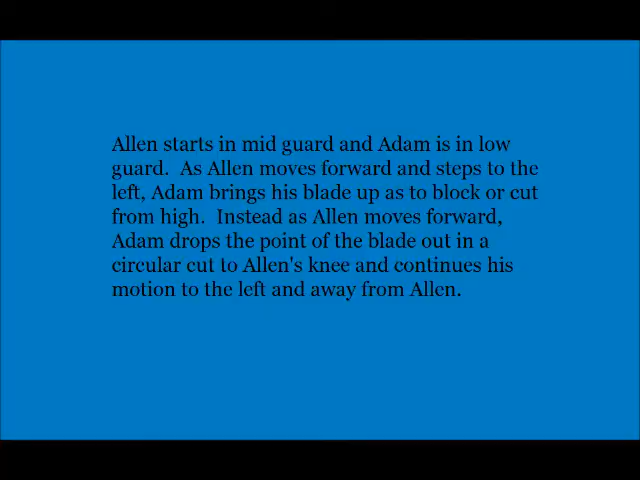 Allen starts in mid guard and Adam is in low
guard.  As Allen moves forward and steps to the
left, Adam brings his blade up as to block or cut
from high.  Instead as Allen moves forward,
Adam drops the point of the blade out in a
circular cut to Allen's knee and continues his
motion to the left and away from Allen.